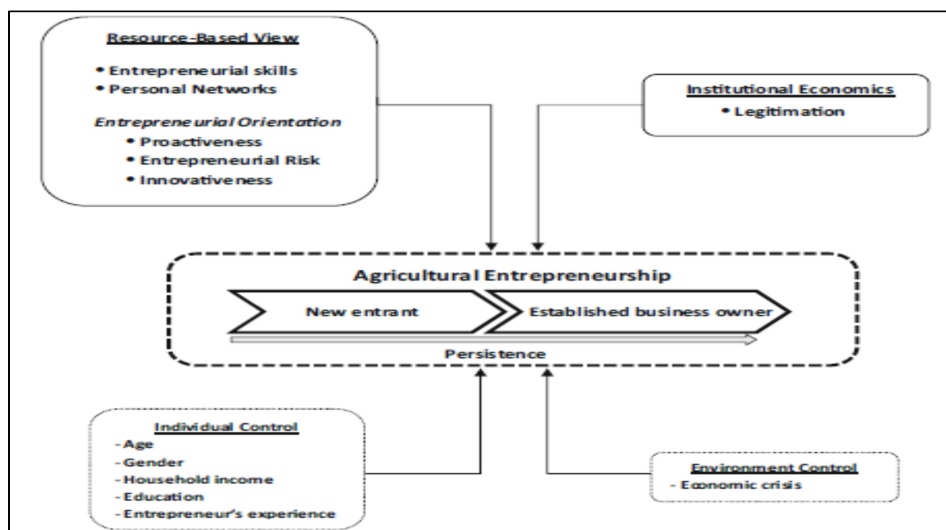 Resource-Based View
• Entrepreneurial skills
• Personal Networks
Entrepreneurial Orientation
• Proactiveness
• Entrepreneurial Risk
• Innovativeness
Institutional Economics
• Legitimation
Agricultural Entrepreneurship
New entrant
Established business owner
Persistence
Individual Control
- Age
- Gender
- Household income
- Education
- Entrepreneur's experience
Environment Control
- Economic crisis